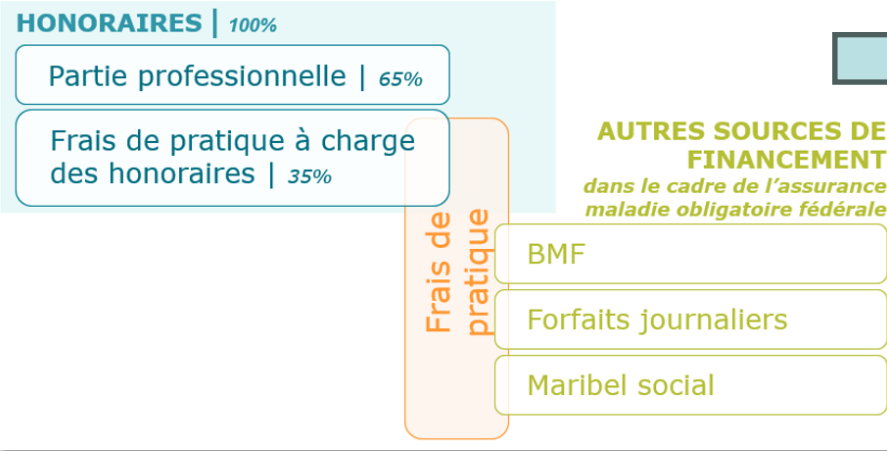 HONORAIRES | 100%
Partie professionnelle | 65%
Frais de pratique à charge
des honoraires | 35%
AUTRES SOURCES DE
FINANCEMENT
dans le cadre de l’assurance
maladie obligatoire fédérale
Frais de
pratique
BMF
Forfaits journaliers
Maribel social